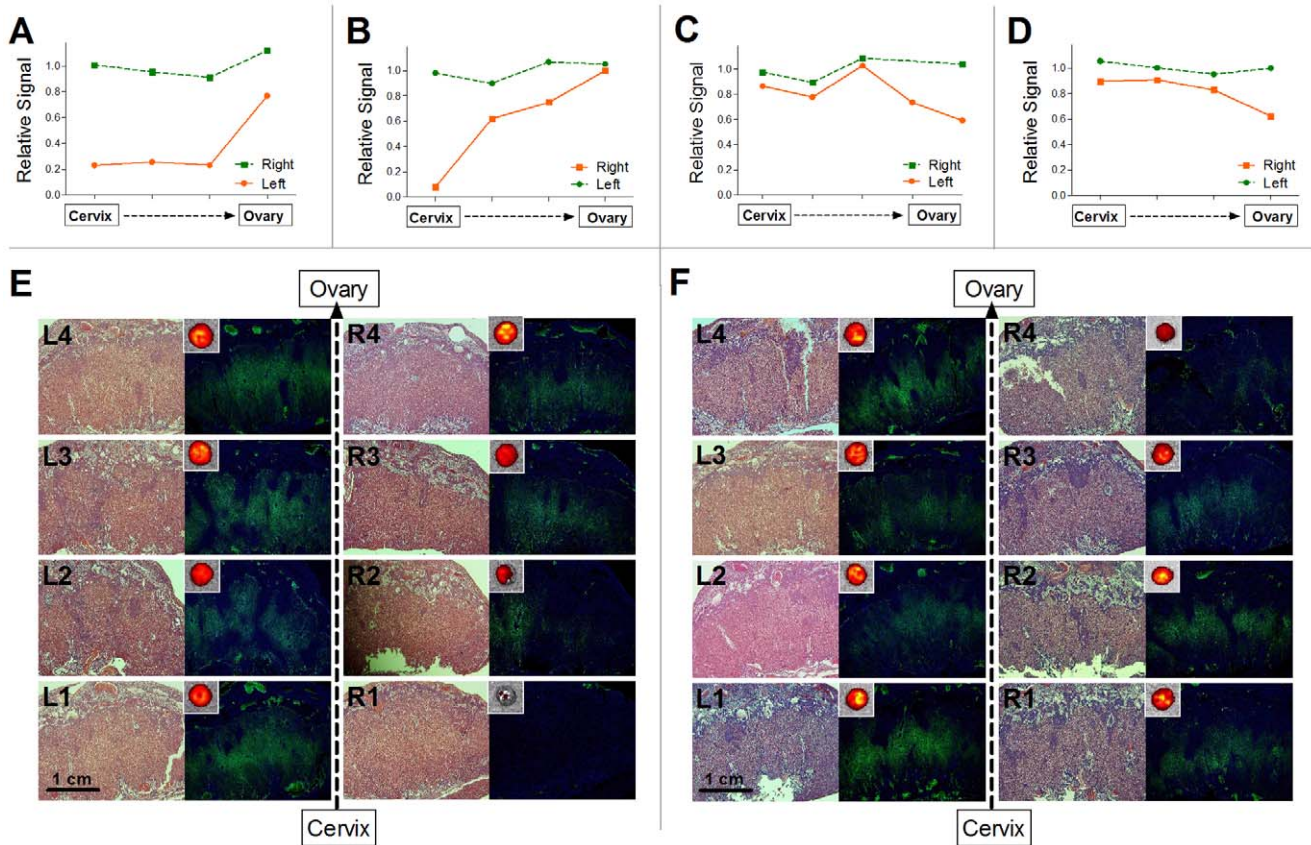 A
Relative Signal
1.0
0.8
0.6
0.4
0.2
0.0
Right
Left
Cervix
Ovary
B
Relative Signal
1.0
0.8
0.6
0.4
0.2
0.0
Right
Left
Cervix
Ovary
C
Relative Signal
1.0
0.8
0.6
0.4
0.2
0.0
Right
Left
Cervix
Ovary
D
Relative Signal
1.0
0.8
0.6
0.4
0.2
0.0
Right
Left
Cervix
Ovary
E
Ovary
L4
R4
L3
R3
L2
R2
L1
R1
1 cm
Cervix
F
Ovary
L4
R4
L3
R3
L2
R2
L1
R1
1 cm
Cervix